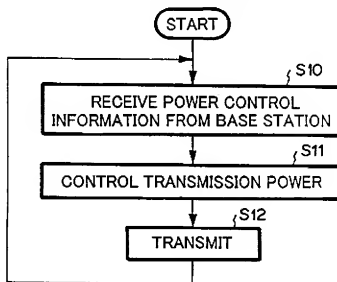 START
S10
RECEIVE POWER CONTROL
INFORMATION FROM BASE STATION
S11
CONTROL TRANSMISSION POWER
S12
TRANSMIT